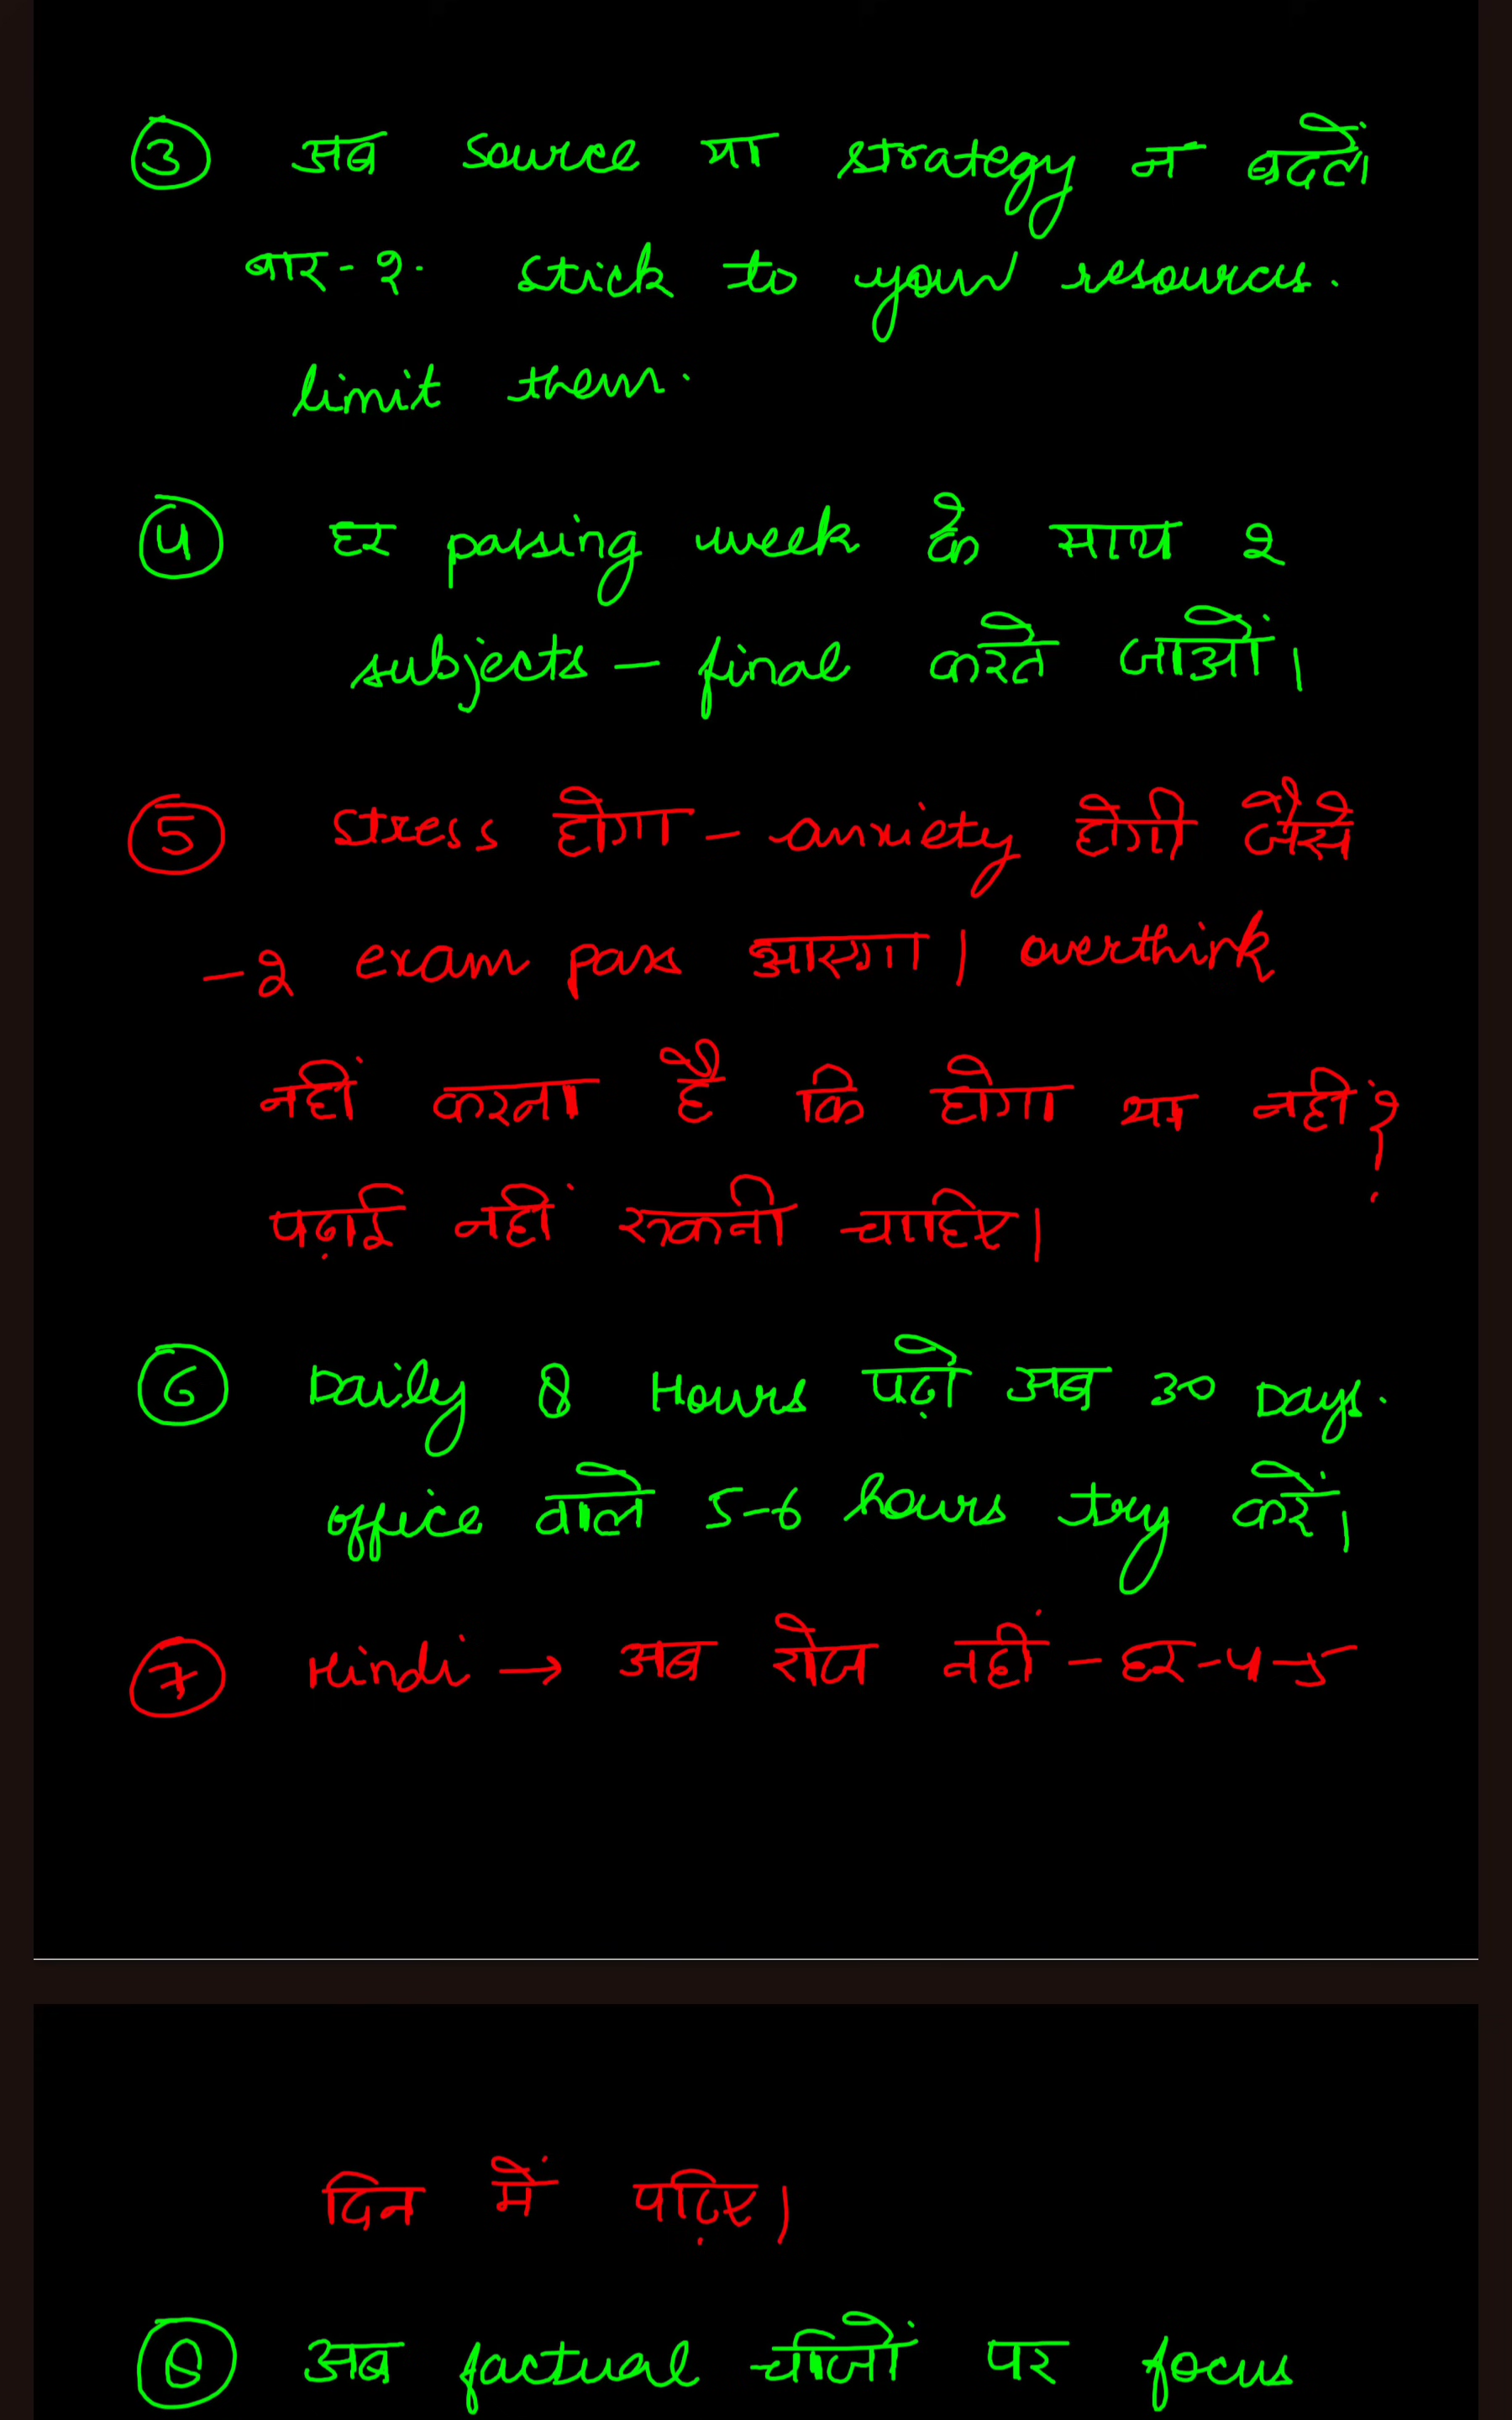 ③ अब source या strategy न बदलें
बार-२. stick to your resources.
limit them.
④ हर passing week के साथ २
subjects – final करते जाओं।
⑤ stress होगा – anxiety होगी जैसे
-२ exam pass आएगा। overthink
नहीं करना है कि होगा या नहीं?
पढ़ाई नहीं रूकनी चाहिए।
⑥ Daily 8 Hours पढ़ो अब 30 Days.
office वाले 5-6 hours try करें।
⑦ Hindi → अब रोज नहीं – हर-4-5
दिन में पढ़िए।
⑧ अब factual चीजों पर focus